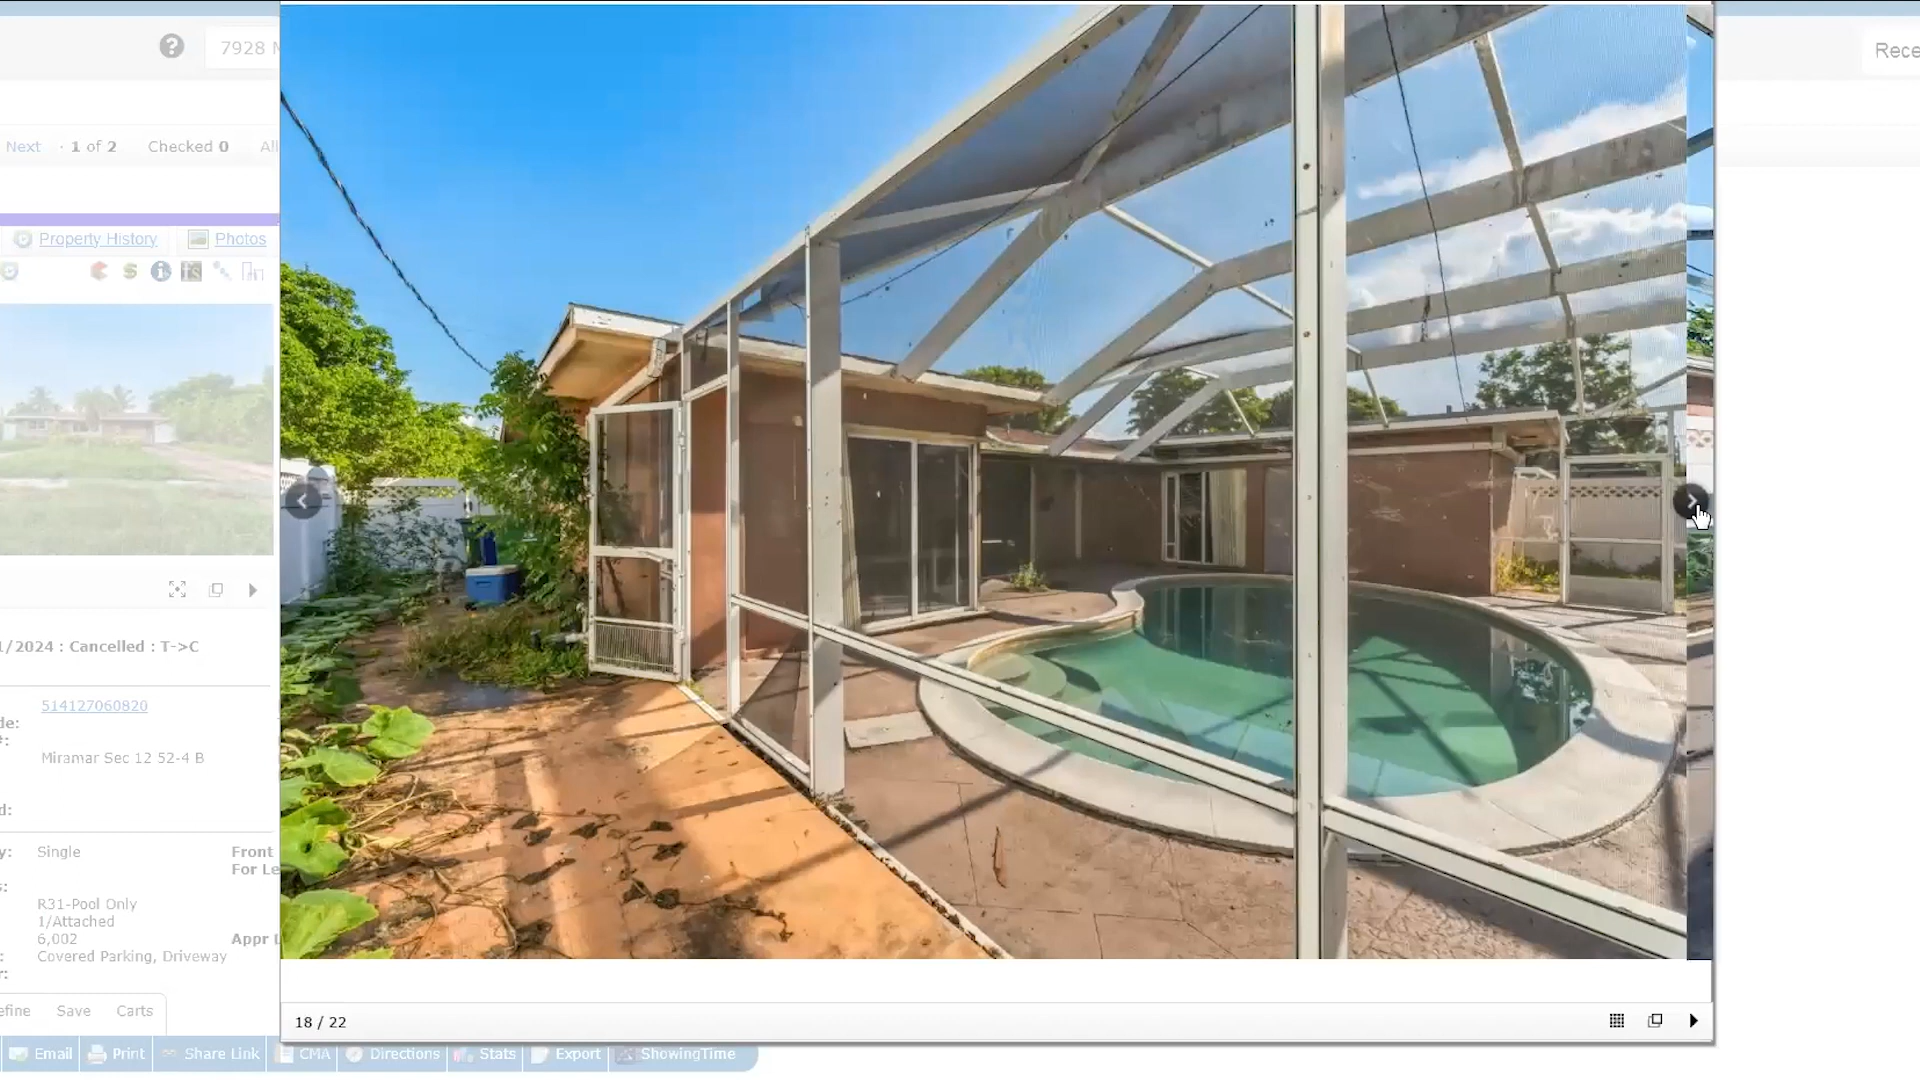 7928
Rece
Next · 1 of 2 Checked 0
Property History Photos
/2024 : Cancelled : T->C
514127060820
Miramar Sec 12 52-4 B
Single
Front
For Le
R31-Pool Only
1/Attached
6,002
Appr
Covered Parking, Driveway
efine Save Carts
18 / 22
Email Print Share Link CMA Directions Stats Export ShowingTime